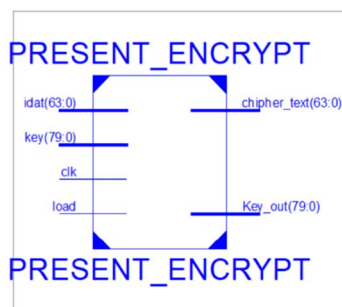 PRESENT_ENCRYPT
idat(63:0)
chipher_text(63:0)
key(79:0)
clk
load
Key_out(79:0)
PRESENT_ENCRYPT